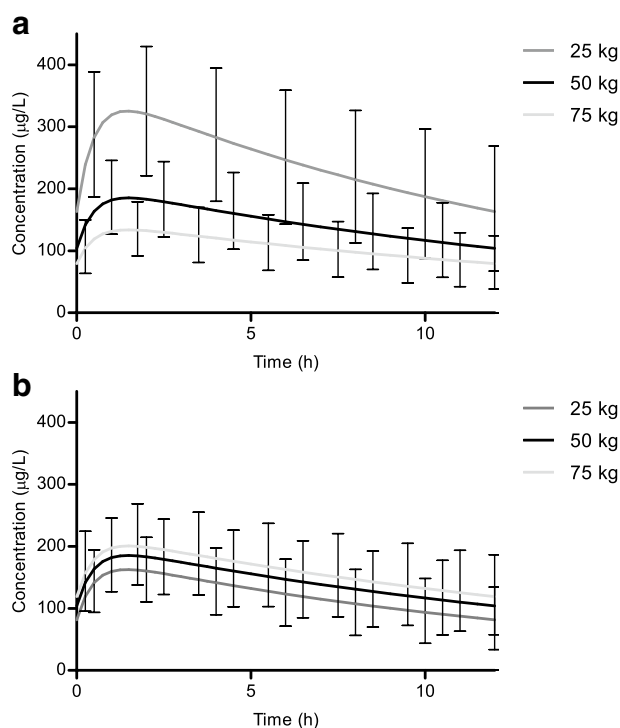 a
400
300
200
100
0
Concentration (µg/L)
0 5 10
Time (h)
25 kg
50 kg
75 kg
b
400
300
200
100
0
Concentration (µg/L)
0 5 10
Time (h)
25 kg
50 kg
75 kg